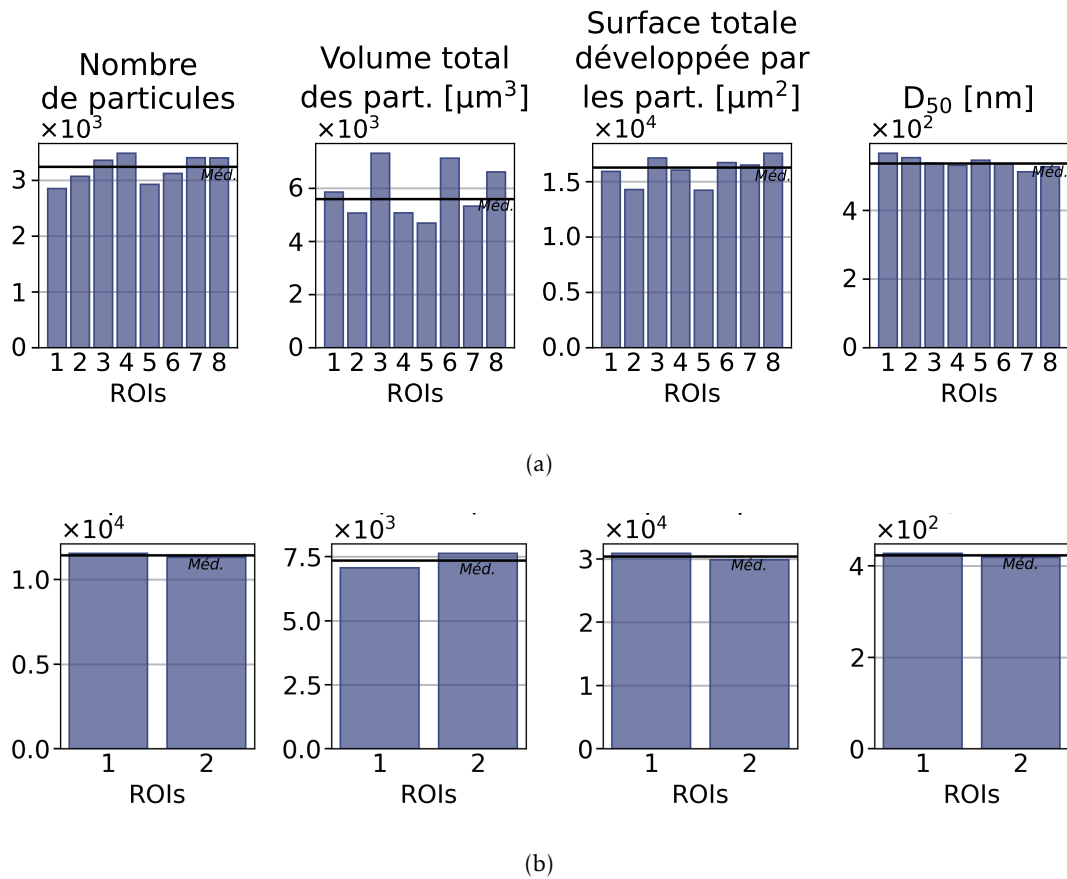 Nombre
de particules
×10³
3
2
1
0
Méd.
1 2 3 4 5 6 7 8
ROIs
Volume total
des part. [µm³]
×10³
6
4
2
0
Méd.
1 2 3 4 5 6 7 8
ROIs
Surface totale
développée par
les part. [µm²]
×10⁴
1.5
1.0
0.5
0.0
Méd.
1 2 3 4 5 6 7 8
ROIs
D₅₀ [nm]
×10²
4
2
0
Méd.
1 2 3 4 5 6 7 8
ROIs
(a)
×10⁴
1.0
0.5
0.0
Méd.
1 2
ROIs
×10³
7.5
5.0
2.5
0.0
Méd.
1 2
ROIs
×10⁴
3
2
1
0
Méd.
1 2
ROIs
×10²
4
2
0
Méd.
1 2
ROIs
(b)